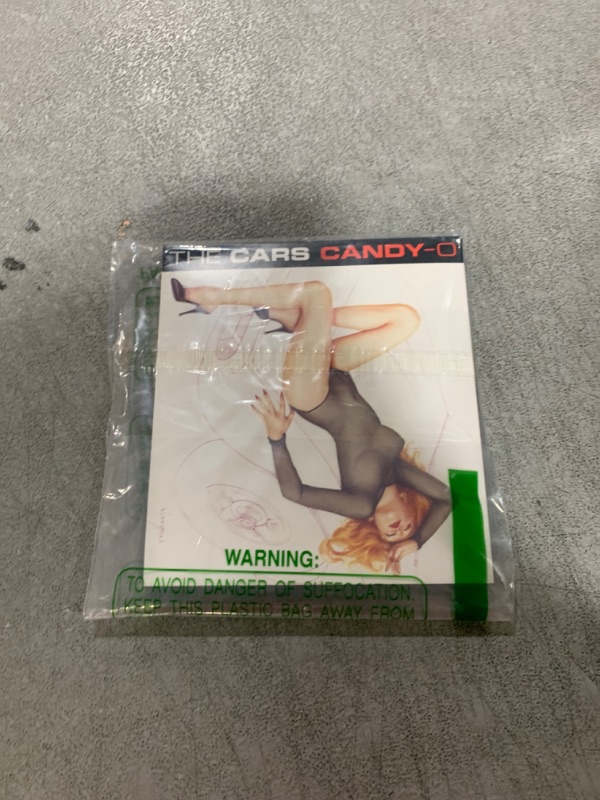 THE CARS CANDY-O
WARNING:
TO AVOID DANGER OF SUFFOCATION,
KEEP THIS PLASTIC BAG AWAY FROM